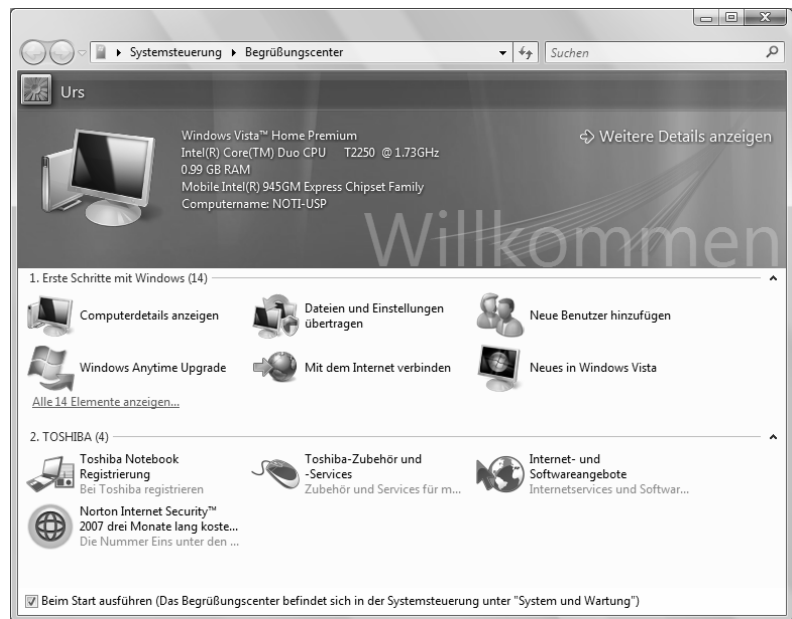 Systemsteuerung ▸ Begrüßungscenter
Suchen
Urs
Windows Vista™ Home Premium
Intel(R) Core(TM) Duo CPU T2250 @ 1.73GHz
0.99 GB RAM
Mobile Intel(R) 945GM Express Chipset Family
Computername: NOTI-USP
Weitere Details anzeigen
Willkommen
1. Erste Schritte mit Windows (14)
Computerdetails anzeigen
Dateien und Einstellungen
übertragen
Neue Benutzer hinzufügen
Windows Anytime Upgrade
Mit dem Internet verbinden
Neues in Windows Vista
Alle 14 Elemente anzeigen...
2. TOSHIBA (4)
Toshiba Notebook
Registrierung
Bei Toshiba registrieren
Toshiba-Zubehör und
-Services
Zubehör und Services für m...
Internet- und
Softwareangebote
Internetservices und Softwar...
Norton Internet Security™
2007 drei Monate lang koste...
Die Nummer Eins unter den ...
Beim Start ausführen (Das Begrüßungscenter befindet sich in der Systemsteuerung unter "System und Wartung")